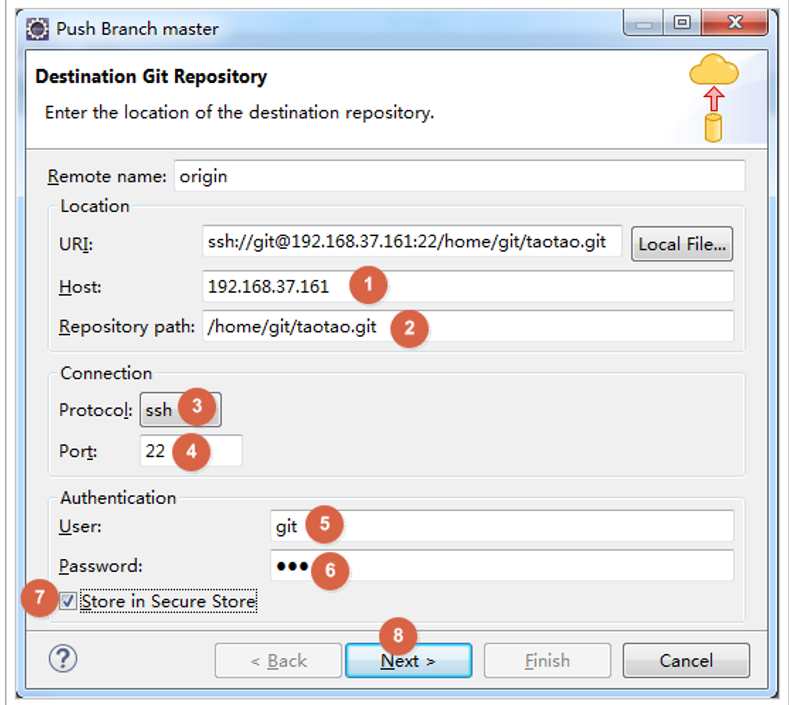 Push Branch master
Destination Git Repository
Enter the location of the destination repository.
Remote name: origin
Location
URI: ssh://git@192.168.37.161:22/home/git/taotao.git Local File...
Host: 192.168.37.161 1
Repository path: /home/git/taotao.git 2
Connection
Protocol: ssh 3
Port: 22 4
Authentication
User: git 5
Password: ●●● 6
7 Store in Secure Store
8
? < Back Next > Finish Cancel